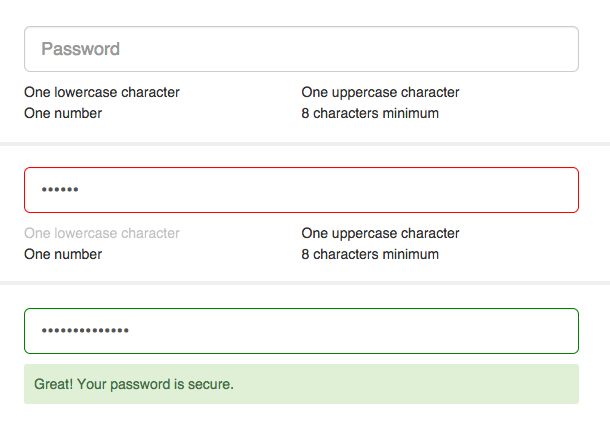 Password
One lowercase character One uppercase character
One number 8 characters minimum
••••••
One lowercase character One uppercase character
One number 8 characters minimum
••••••••••••••
Great! Your password is secure.